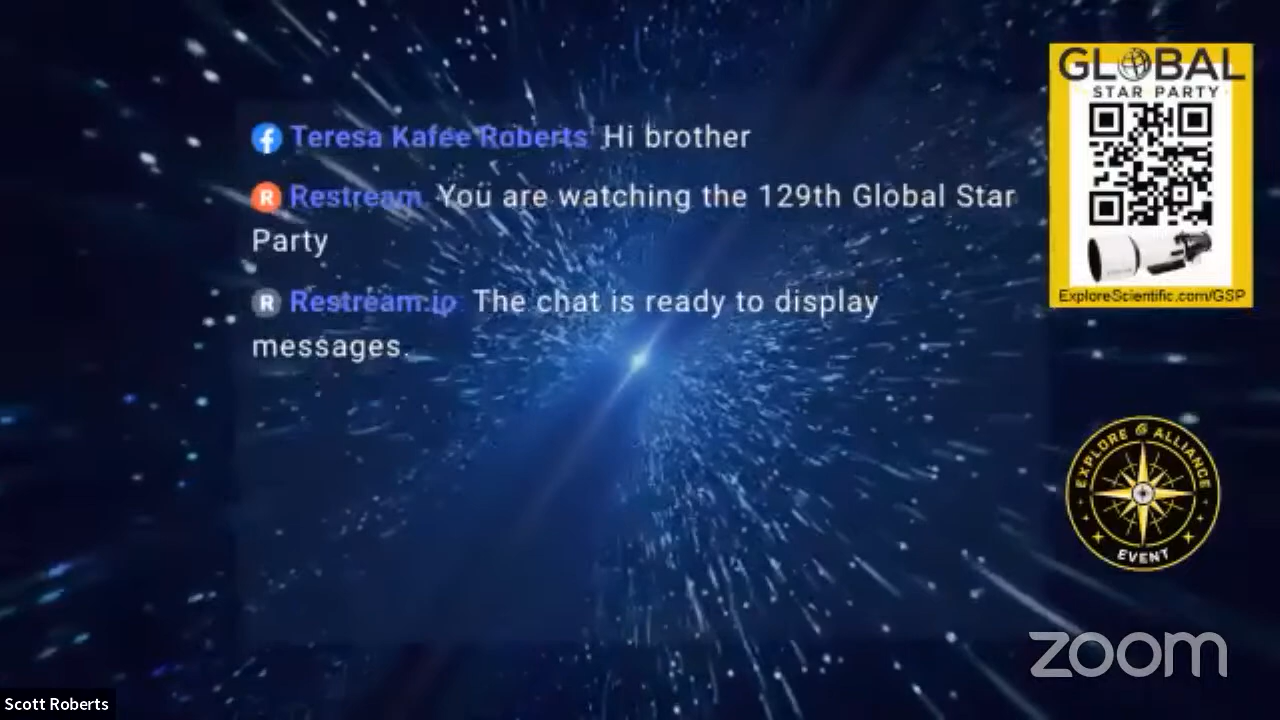 Teresa Kafee Roberts Hi brother
Restream You are watching the 129th Global Star
Party
Restream.io The chat is ready to display
messages.
GLOBAL
STAR PARTY
ExploreScientific.com/GSP
EXPLORE ALLIANCE
EVENT
zoom
Scott Roberts